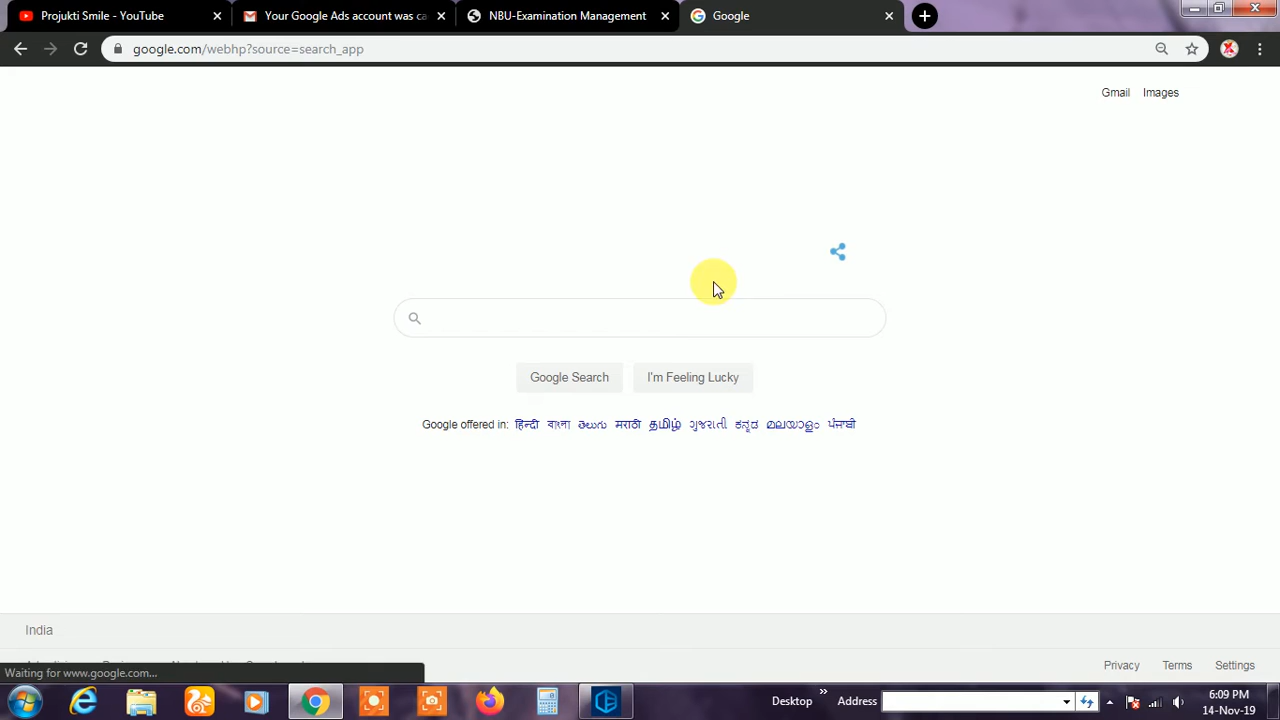 Projukti Smile - YouTube
Your Google Ads account was ca
NBU-Examination Management
Google
google.com/webhp?source=search_app
Gmail Images
Google Search
I'm Feeling Lucky
Google offered in: हिन्दी বাংলা తెలుగు मराठी தமிழ் ગુજરાતી ಕನ್ನಡ മലയാളം ਪੰਜਾਬੀ
India
Privacy Terms Settings
Waiting for www.google.com...
Desktop
Address
6:09 PM
14-Nov-19